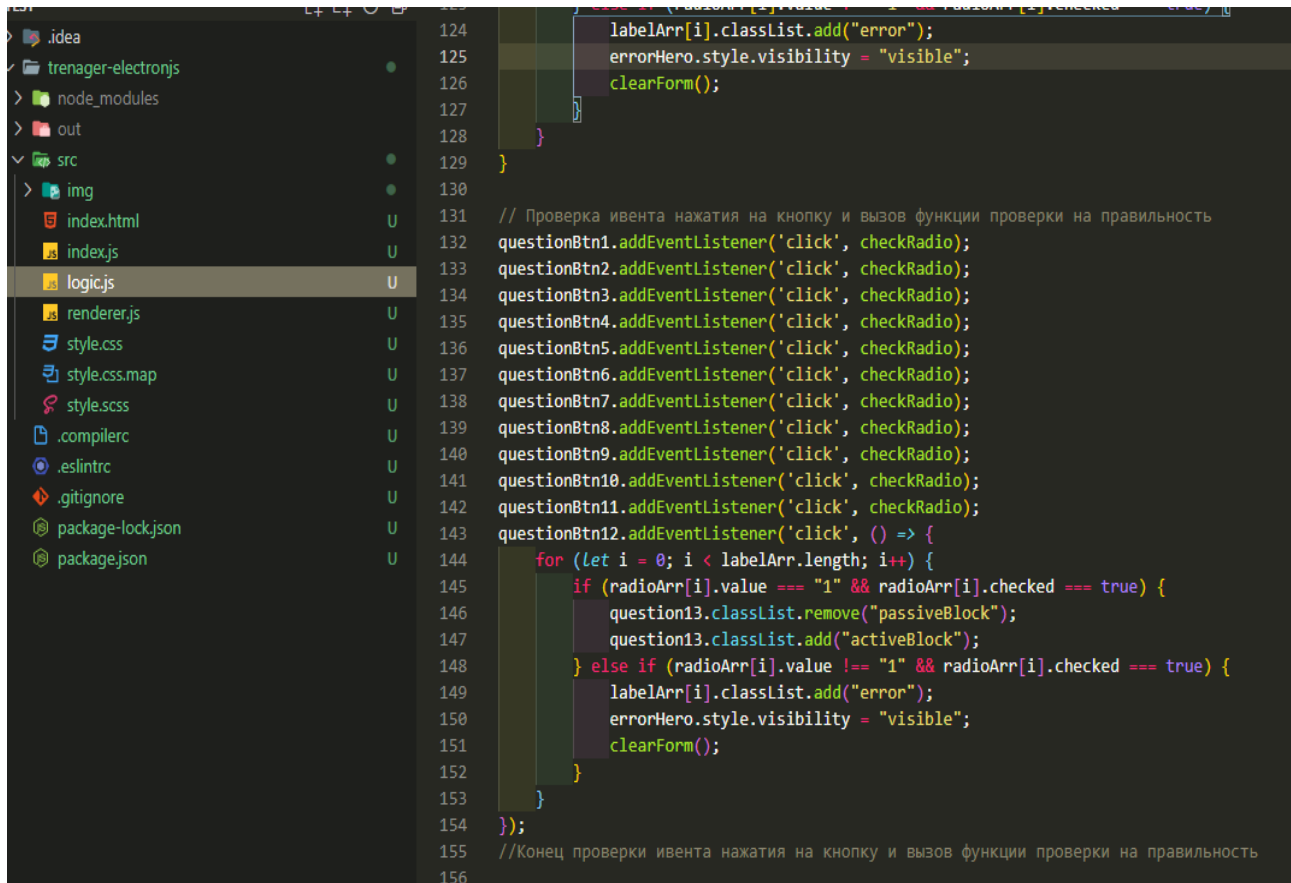 .idea
trenager-electronjs
node_modules
out
src
img
index.html U
index.js U
logic.js U
renderer.js U
style.css U
style.css.map U
style.scss U
.compilerc U
.eslintrc U
.gitignore U
package-lock.json U
package.json U
124 labelArr[i].classList.add("error");
125 errorHero.style.visibility = "visible";
126 clearForm();
127 }
128 }
129 }
130
131 // Проверка ивента нажатия на кнопку и вызов функции проверки на правильность
132 questionBtn1.addEventListener('click', checkRadio);
133 questionBtn2.addEventListener('click', checkRadio);
134 questionBtn3.addEventListener('click', checkRadio);
135 questionBtn4.addEventListener('click', checkRadio);
136 questionBtn5.addEventListener('click', checkRadio);
137 questionBtn6.addEventListener('click', checkRadio);
138 questionBtn7.addEventListener('click', checkRadio);
139 questionBtn8.addEventListener('click', checkRadio);
140 questionBtn9.addEventListener('click', checkRadio);
141 questionBtn10.addEventListener('click', checkRadio);
142 questionBtn11.addEventListener('click', checkRadio);
143 questionBtn12.addEventListener('click', () => {
144 for (let i = 0; i < labelArr.length; i++) {
145 if (radioArr[i].value === "1" && radioArr[i].checked === true) {
146 question13.classList.remove("passiveBlock");
147 question13.classList.add("activeBlock");
148 } else if (radioArr[i].value !== "1" && radioArr[i].checked === true) {
149 labelArr[i].classList.add("error");
150 errorHero.style.visibility = "visible";
151 clearForm();
152 }
153 }
154 });
155 //Конец проверки ивента нажатия на кнопку и вызов функции проверки на правильность
156